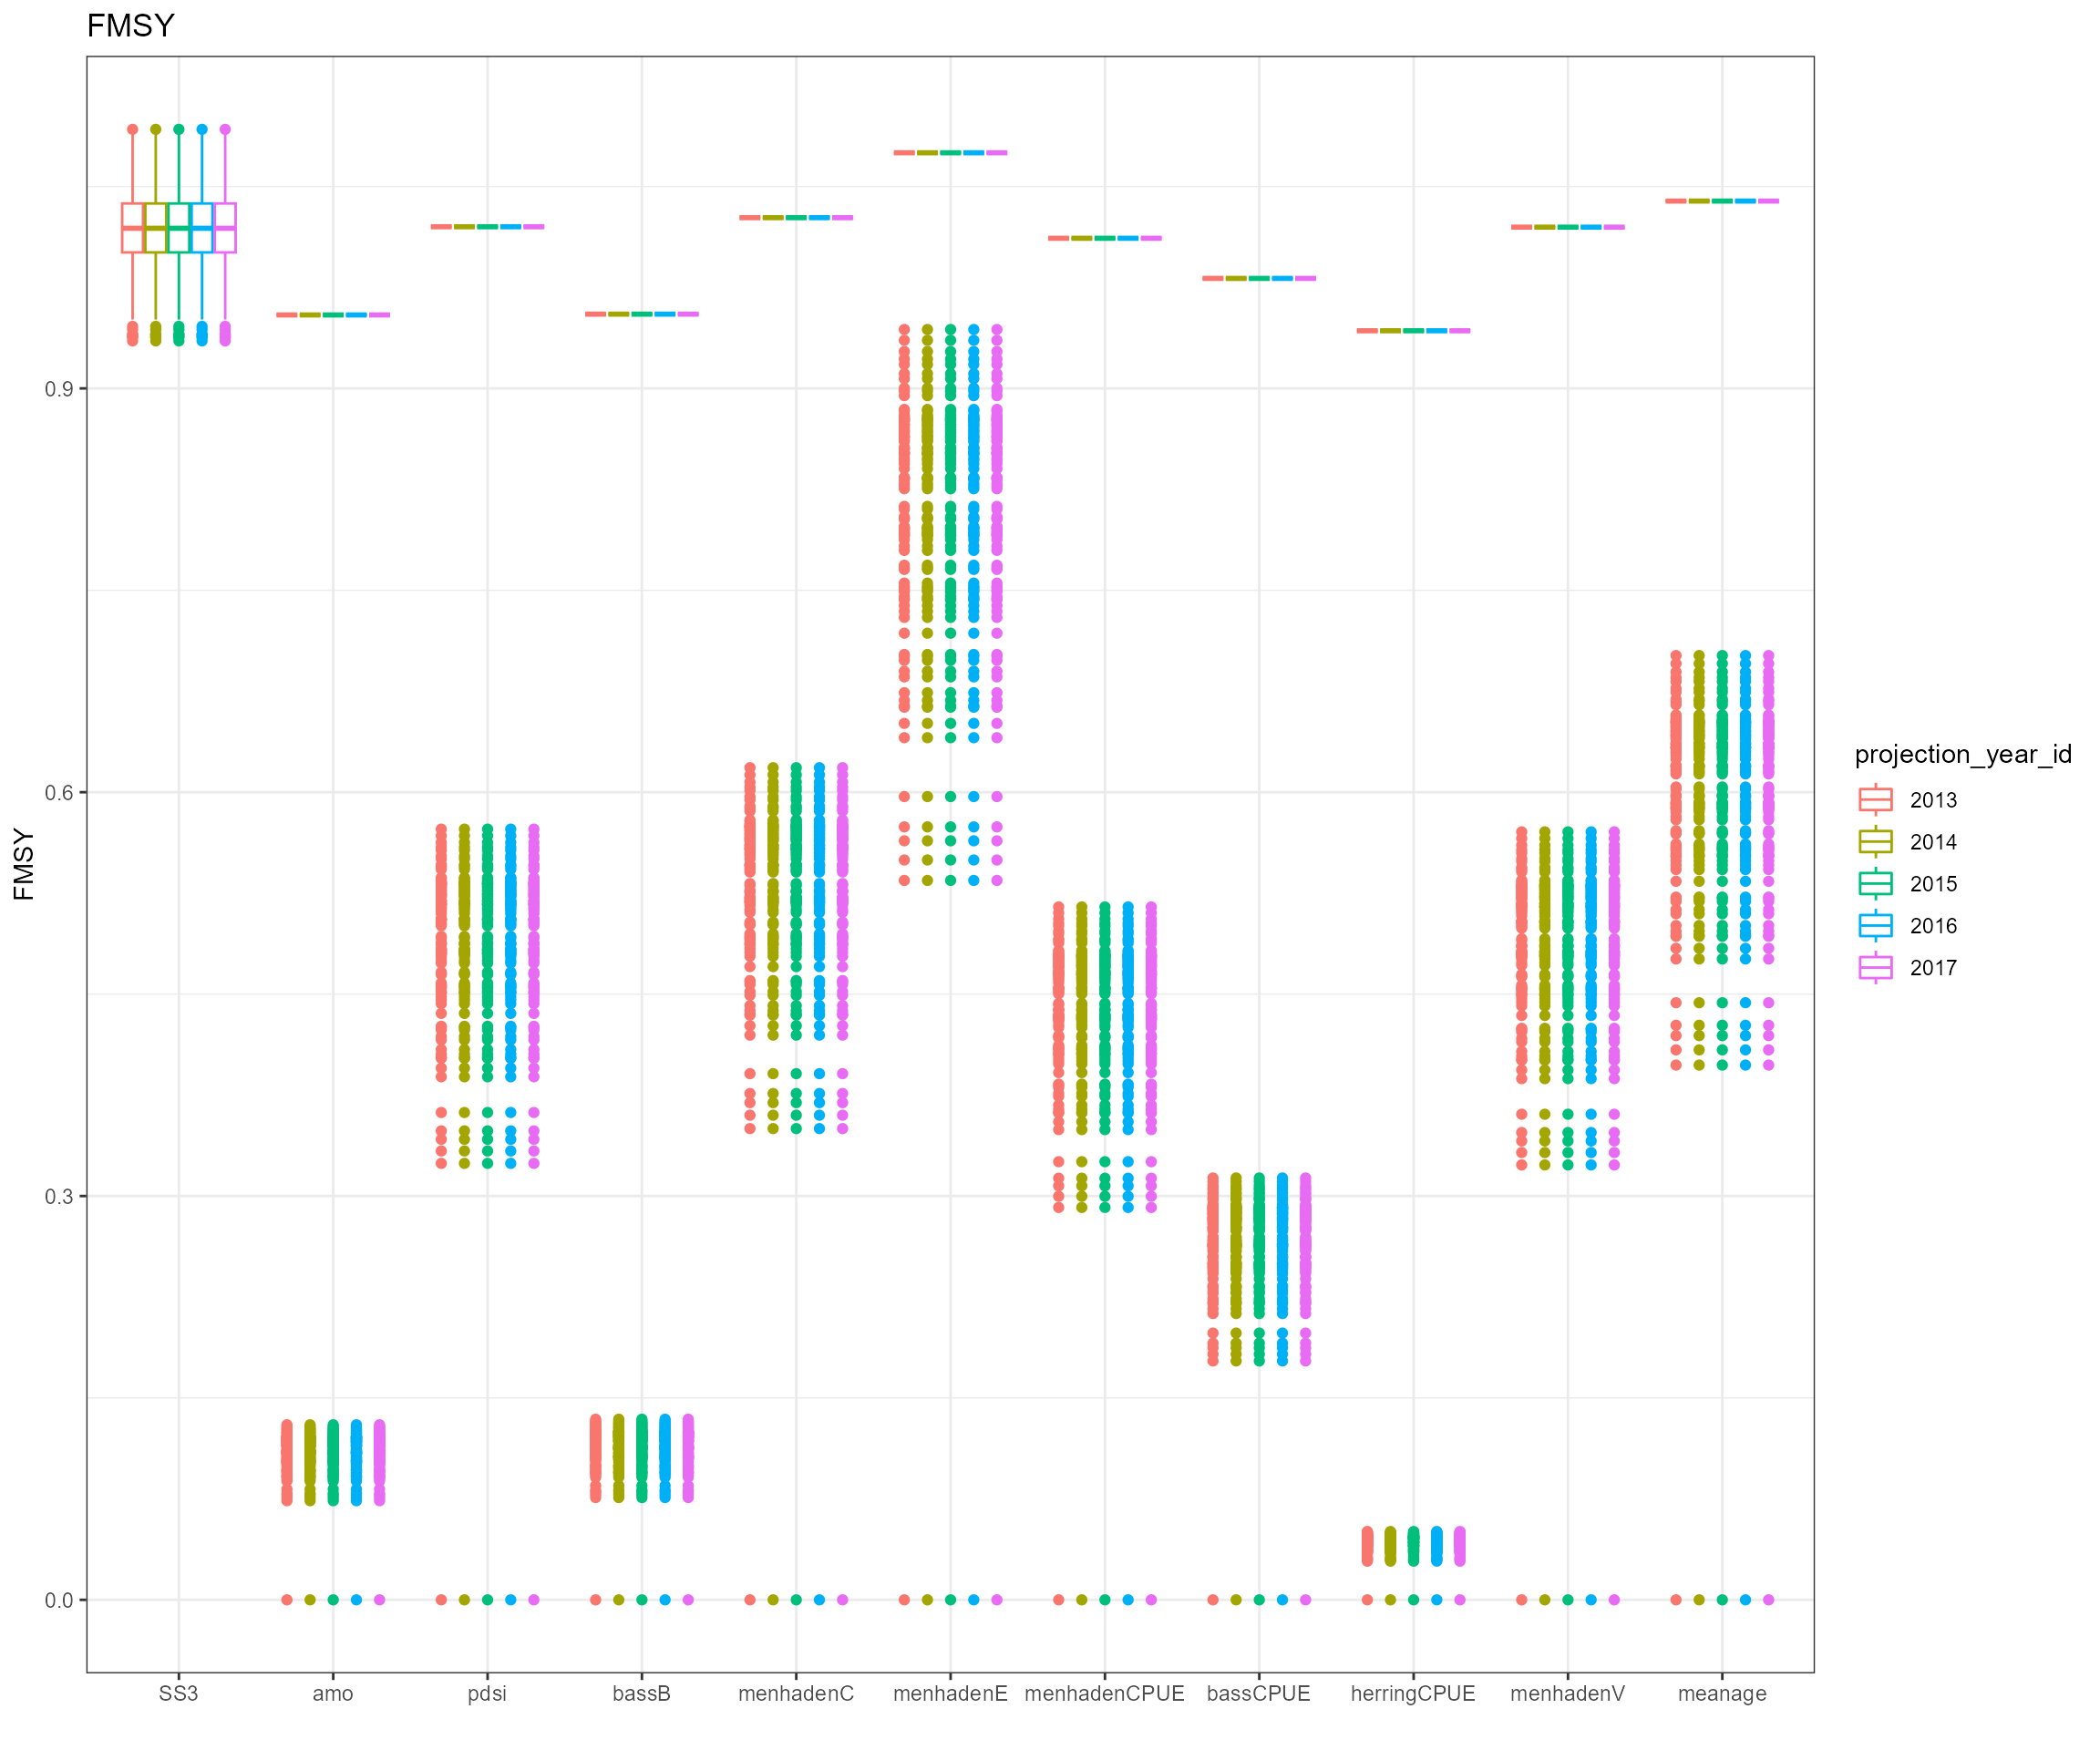 FMSY
FMSY
0.9
0.6
0.3
0.0
SS3
amo
pdsi
bassB
menhadenC
menhadenE
menhadenCPUE
bassCPUE
herringCPUE
menhadenV
meanage
projection_year_id
2013
2014
2015
2016
2017